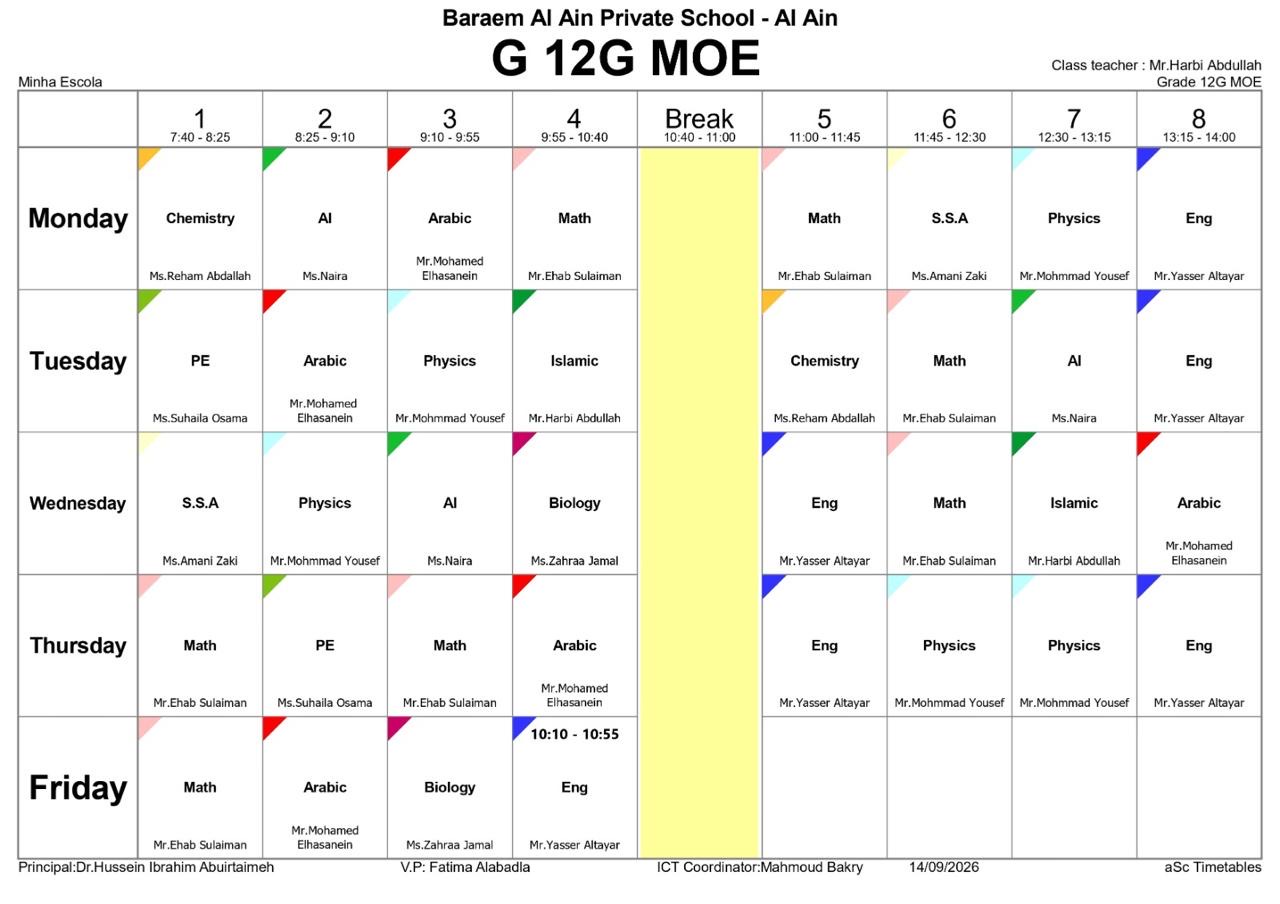 Baraem Al Ain Private School - Al Ain
G 12G MOE
Class teacher : Mr.Harbi Abdullah
Minha Escola
Grade 12G MOE
1 2 3 4 Break 5 6 7 8
7:40 - 8:25 8:25 - 9:10 9:10 - 9:55 9:55 - 10:40 10:40 - 11:00 11:00 - 11:45 11:45 - 12:30 12:30 - 13:15 13:15 - 14:00
Monday Chemistry AI Arabic Math Math S.S.A Physics Eng
Ms.Reham Abdallah Ms.Naira Mr.Mohamed Elhasanein Mr.Ehab Sulaiman Mr.Ehab Sulaiman Ms.Amani Zaki Mr.Mohmmad Yousef Mr.Yasser Altayar
Tuesday PE Arabic Physics Islamic Chemistry Math AI Eng
Ms.Suhaila Osama Mr.Mohamed Elhasanein Mr.Mohmmad Yousef Mr.Harbi Abdullah Ms.Reham Abdallah Mr.Ehab Sulaiman Ms.Naira Mr.Yasser Altayar
Wednesday S.S.A Physics AI Biology Eng Math Islamic Arabic
Ms.Amani Zaki Mr.Mohmmad Yousef Ms.Naira Ms.Zahraa Jamal Mr.Yasser Altayar Mr.Ehab Sulaiman Mr.Harbi Abdullah Mr.Mohamed Elhasanein
Thursday Math PE Math Arabic Eng Physics Physics Eng
Mr.Ehab Sulaiman Ms.Suhaila Osama Mr.Ehab Sulaiman Mr.Mohamed Elhasanein Mr.Yasser Altayar Mr.Mohmmad Yousef Mr.Mohmmad Yousef Mr.Yasser Altayar
10:10 - 10:55
Friday Math Arabic Biology Eng
Mr.Ehab Sulaiman Mr.Mohamed Elhasanein Ms.Zahraa Jamal Mr.Yasser Altayar
Principal:Dr.Hussein Ibrahim Abuirtaimeh V.P: Fatima Alabadla ICT Coordinator:Mahmoud Bakry 14/09/2026 aSc Timetables